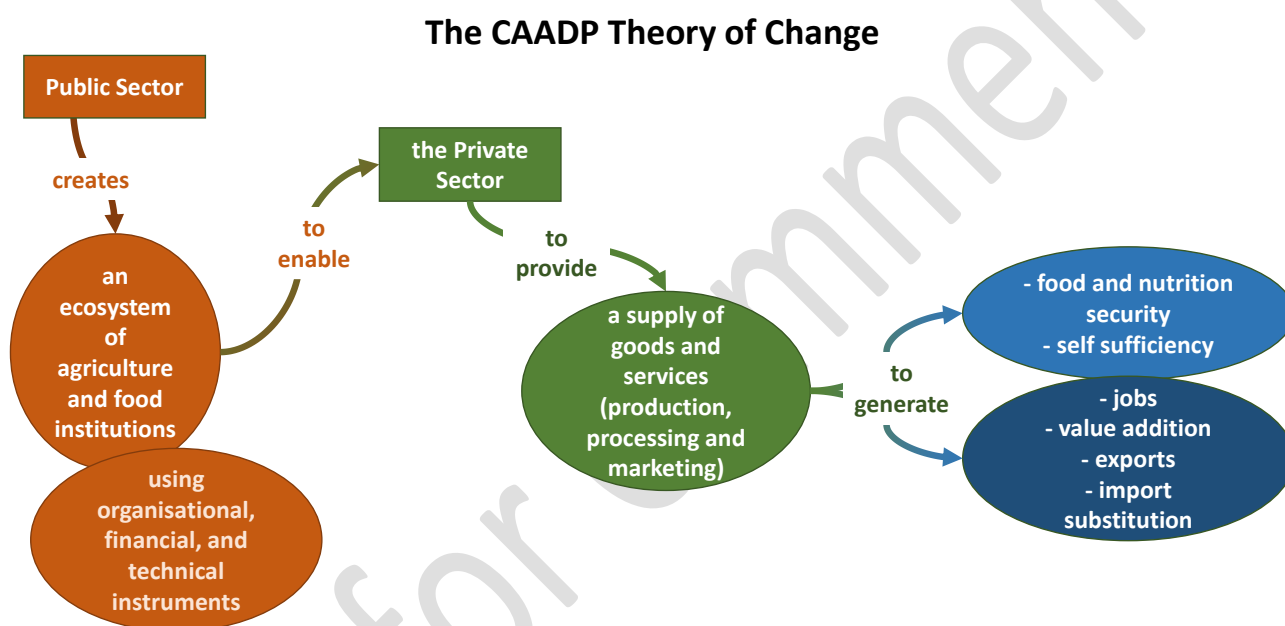 The CAADP Theory of Change
Public Sector
creates
an
ecosystem
of
agriculture
and food
institutions
using
organisational,
financial, and
technical
instruments
to
enable
the Private
Sector
to
provide
a supply of
goods and
services
(production,
processing and
marketing)
to
generate
- food and nutrition
security
- self sufficiency
- jobs
- value addition
- exports
- import
substitution
for